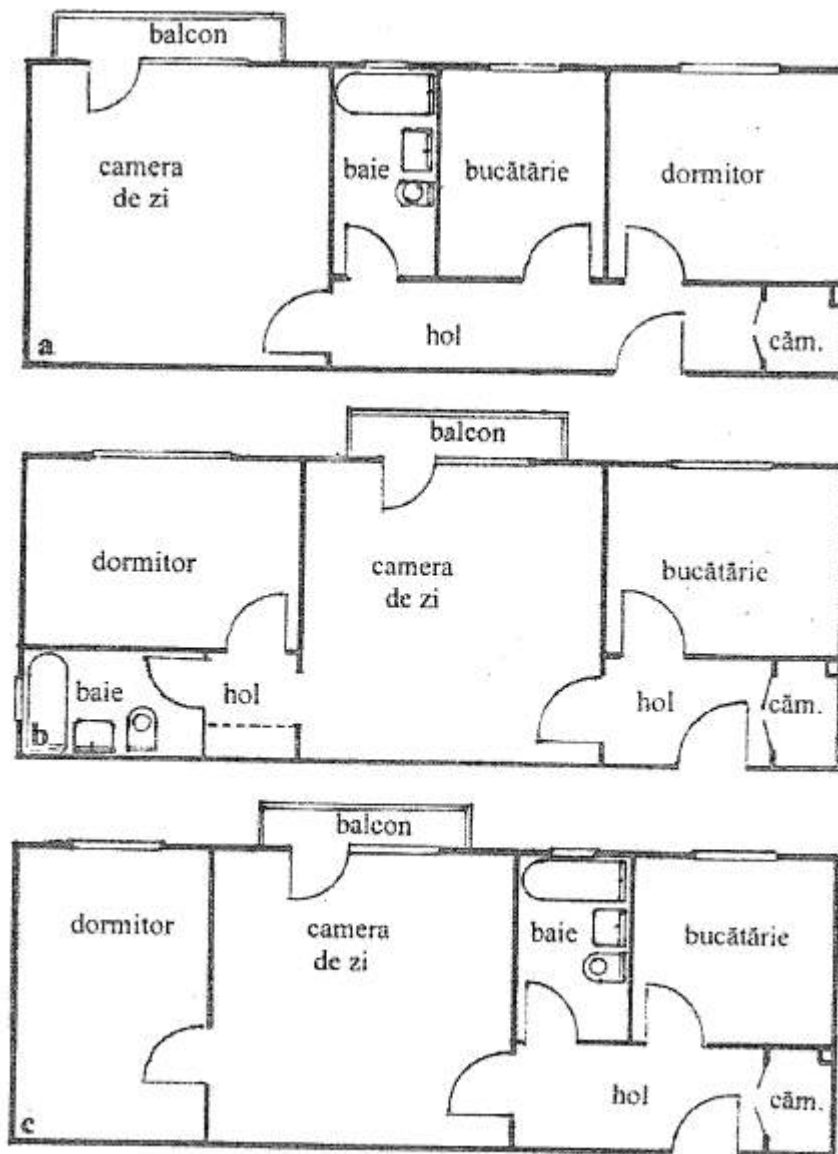 balcon
camera
de zi
baie
bucătărie
dormitor
hol
căm.
a
balcon
dormitor
camera
de zi
bucătărie
baie
hol
hol
căm.
b
balcon
dormitor
camera
de zi
baie
bucătărie
hol
căm.
c